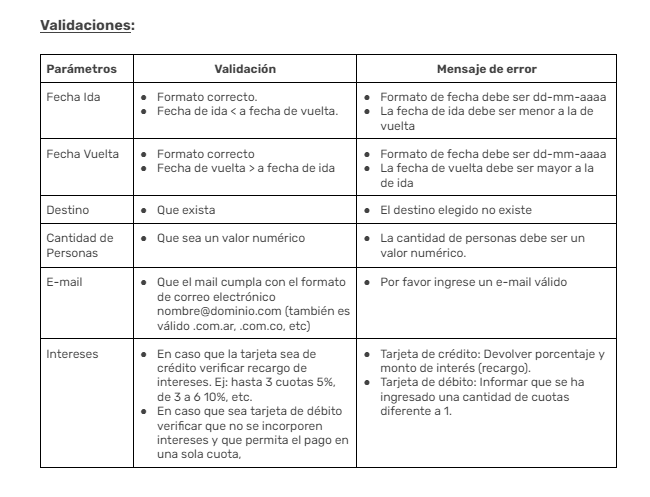 Validaciones:
Parámetros
Validación
Mensaje de error
Fecha Ida
● Formato correcto.
● Fecha de ida < a fecha de vuelta.
● Formato de fecha debe ser dd-mm-aaaa
● La fecha de ida debe ser menor a la de
vuelta
Fecha Vuelta
● Formato correcto
● Fecha de vuelta > a fecha de ida
● Formato de fecha debe ser dd-mm-aaaa
● La fecha de vuelta debe ser mayor a la
de ida
Destino
● Que exista
● El destino elegido no existe
Cantidad de
Personas
● Que sea un valor numérico
● La cantidad de personas debe ser un
valor numérico.
E-mail
● Que el mail cumpla con el formato
de correo electrónico
nombre@dominio.com (también es
válido .com.ar, .com.co, etc)
● Por favor ingrese un e-mail válido
Intereses
● En caso que la tarjeta sea de
crédito verificar recargo de
intereses. Ej: hasta 3 cuotas 5%,
de 3 a 6 10%, etc.
● En caso que sea tarjeta de débito
verificar que no se incorporen
intereses y que permita el pago en
una sola cuota,
● Tarjeta de crédito: Devolver porcentaje y
monto de interés (recargo).
● Tarjeta de débito: Informar que se ha
ingresado una cantidad de cuotas
diferente a 1.